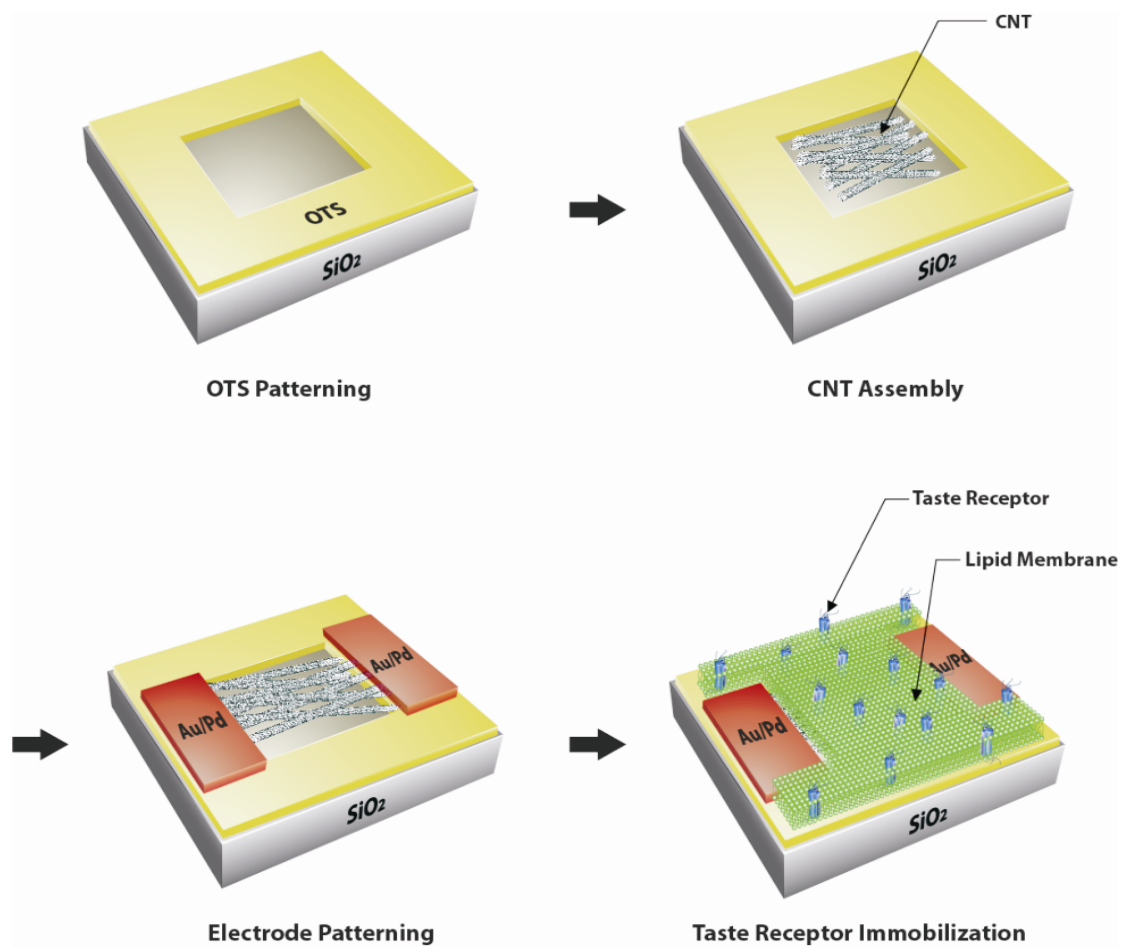 CNT
OTS
SiO2
OTS Patterning
SiO2
CNT Assembly
Taste Receptor
Lipid Membrane
Au/Pd
Au/Pd
SiO2
Electrode Patterning
Au/Pd
Au/Pd
SiO2
Taste Receptor Immobilization